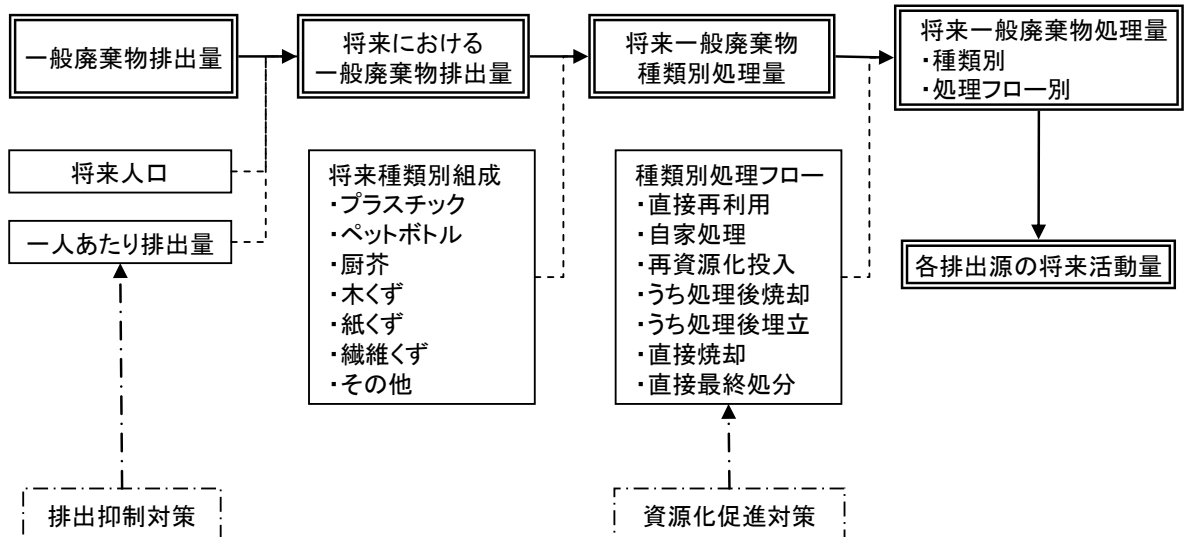 一般廃棄物排出量
将来における
一般廃棄物排出量
将来一般廃棄物
種類別処理量
将来一般廃棄物処理量
・種類別
・処理フロー別
将来人口
一人あたり排出量
将来種類別組成
・プラスチック
・ペットボトル
・厨芥
・木くず
・紙くず
・繊維くず
・その他
種類別処理フロー
・直接再利用
・自家処理
・再資源化投入
・うち処理後焼却
・うち処理後埋立
・直接焼却
・直接最終処分
各排出源の将来活動量
排出抑制対策
資源化促進対策